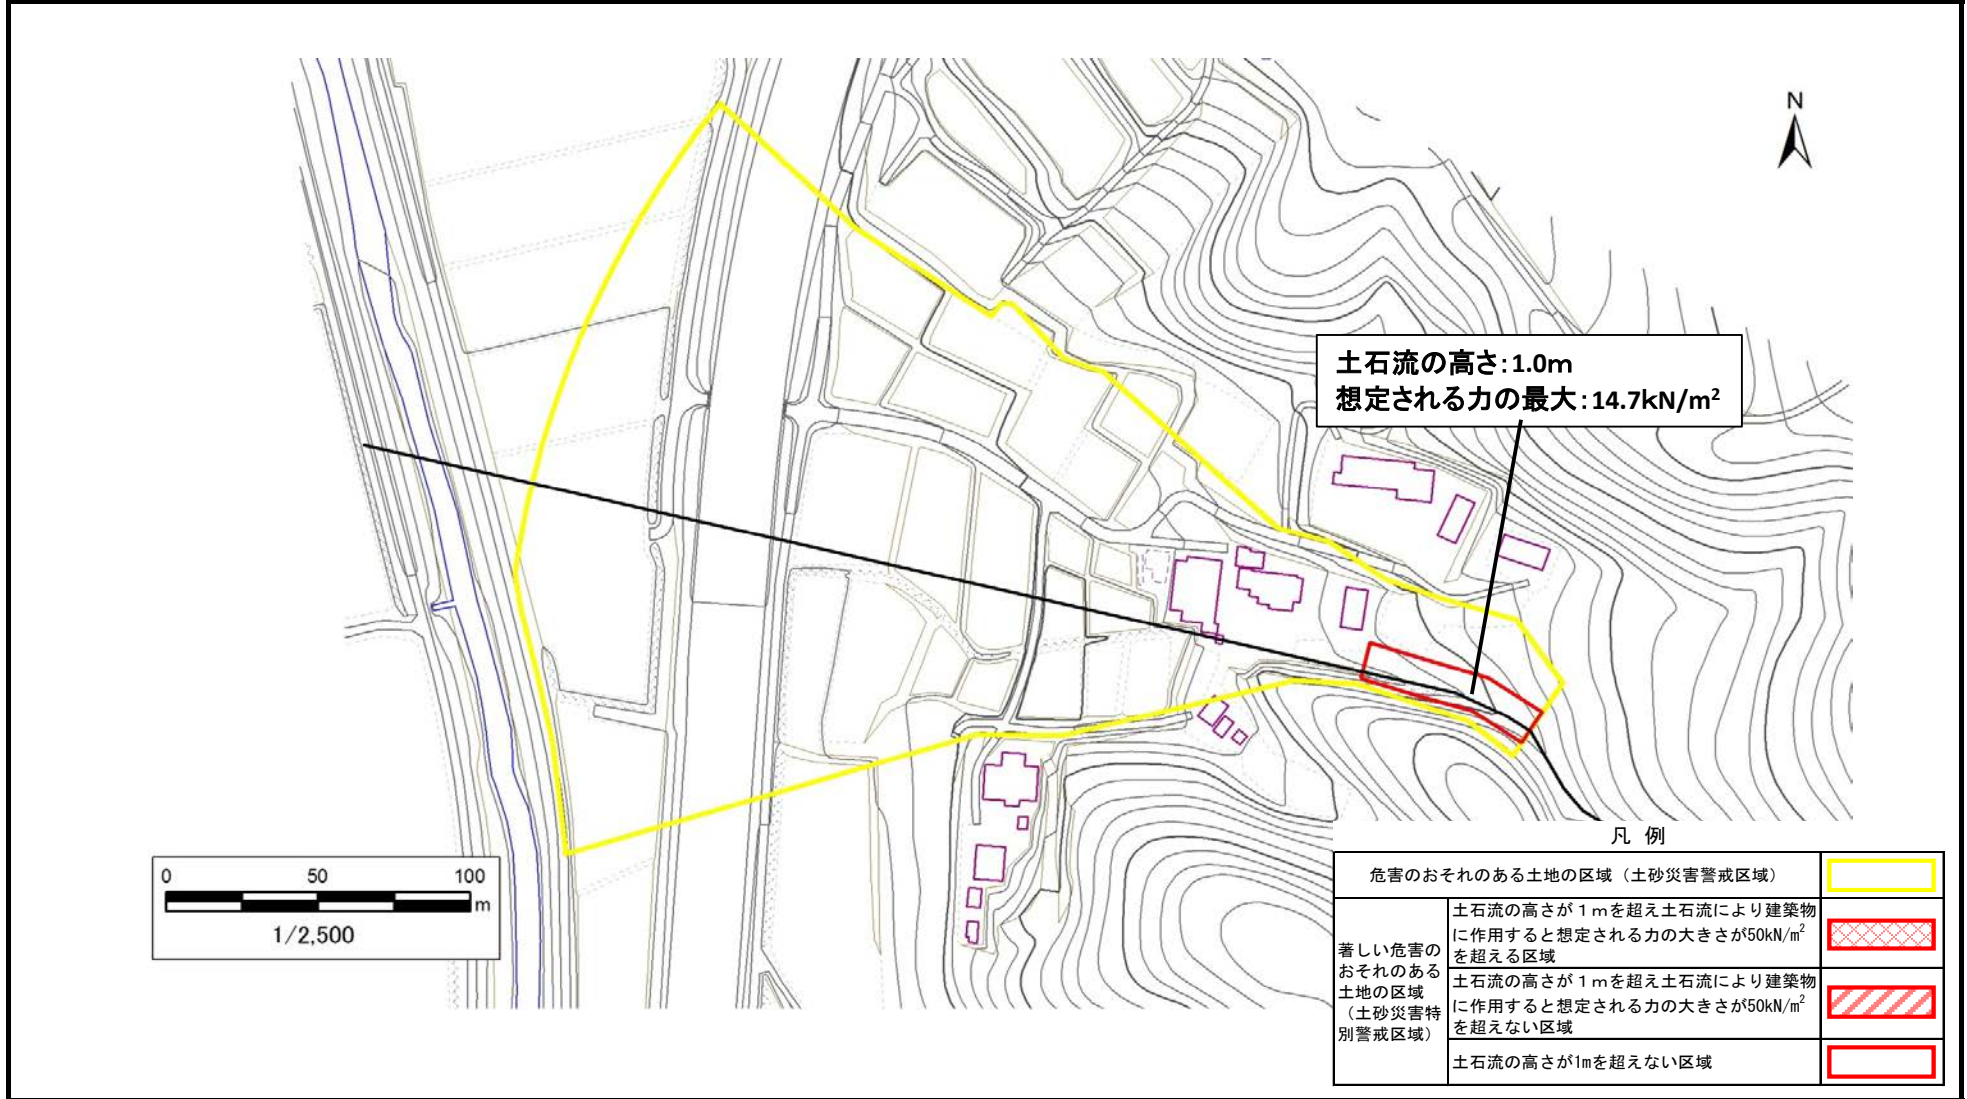 N
土石流の高さ:1.0m
想定される力の最大:14.7kN/m²
0 50 100
m
1/2,500
凡 例
危害のおそれのある土地の区域（土砂災害警戒区域）
著しい危害の
おそれのある
土地の区域
（土砂災害特
別警戒区域）
土石流の高さが１ｍを超え土石流により建築物
に作用すると想定される力の大きさが50kN/㎡
を超える区域
土石流の高さが１ｍを超え土石流により建築物
に作用すると想定される力の大きさが50kN/㎡
を超えない区域
土石流の高さが1mを超えない区域